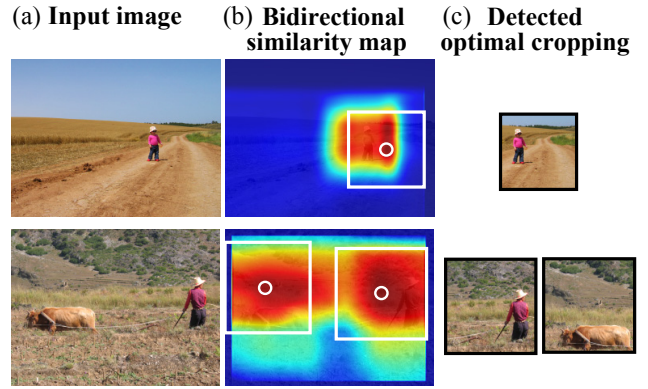 (a) Input image
(b) Bidirectional
similarity map
(c) Detected
optimal cropping